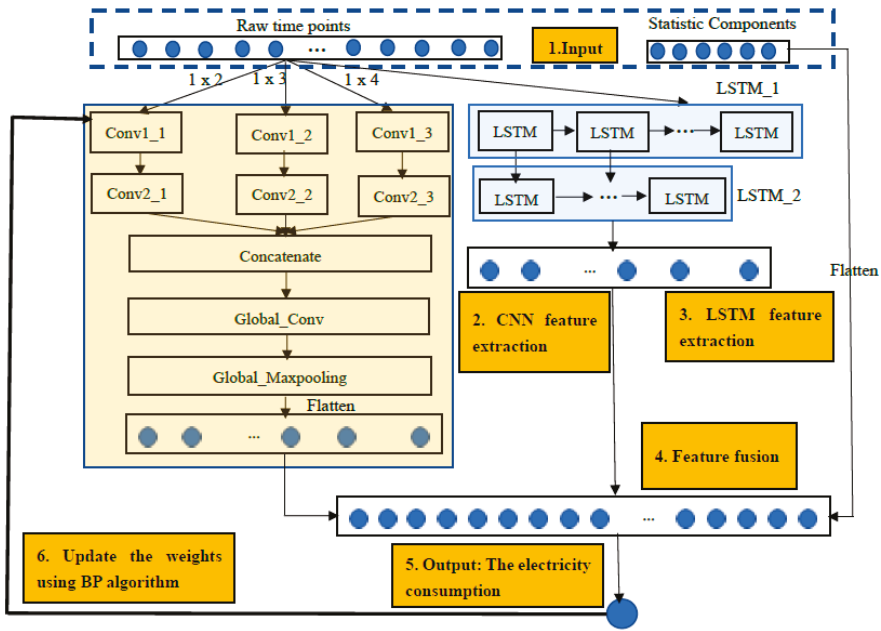 Raw time points
1.Input
Statistic Components
1 x 2
1 x 3
1 x 4
LSTM_1
Conv1_1
Conv1_2
Conv1_3
LSTM
LSTM
...
LSTM
Conv2_1
Conv2_2
Conv2_3
LSTM
...
LSTM
LSTM_2
Concatenate
Flatten
Global_Conv
2. CNN feature
extraction
3. LSTM feature
extraction
Global_Maxpooling
Flatten
4. Feature fusion
6. Update the weights
using BP algorithm
5. Output: The electricity
consumption